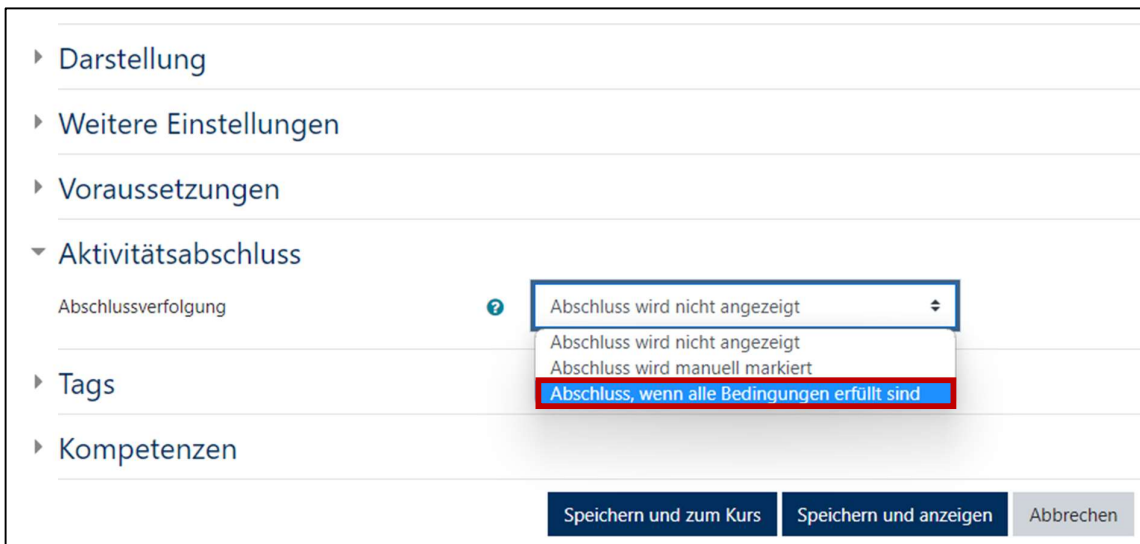 Darstellung
Weitere Einstellungen
Voraussetzungen
Aktivitätsabschluss
Abschlussverfolgung
Abschluss wird nicht angezeigt
Abschluss wird nicht angezeigt
Abschluss wird manuell markiert
Abschluss, wenn alle Bedingungen erfüllt sind
Tags
Kompetenzen
Speichern und zum Kurs Speichern und anzeigen Abbrechen